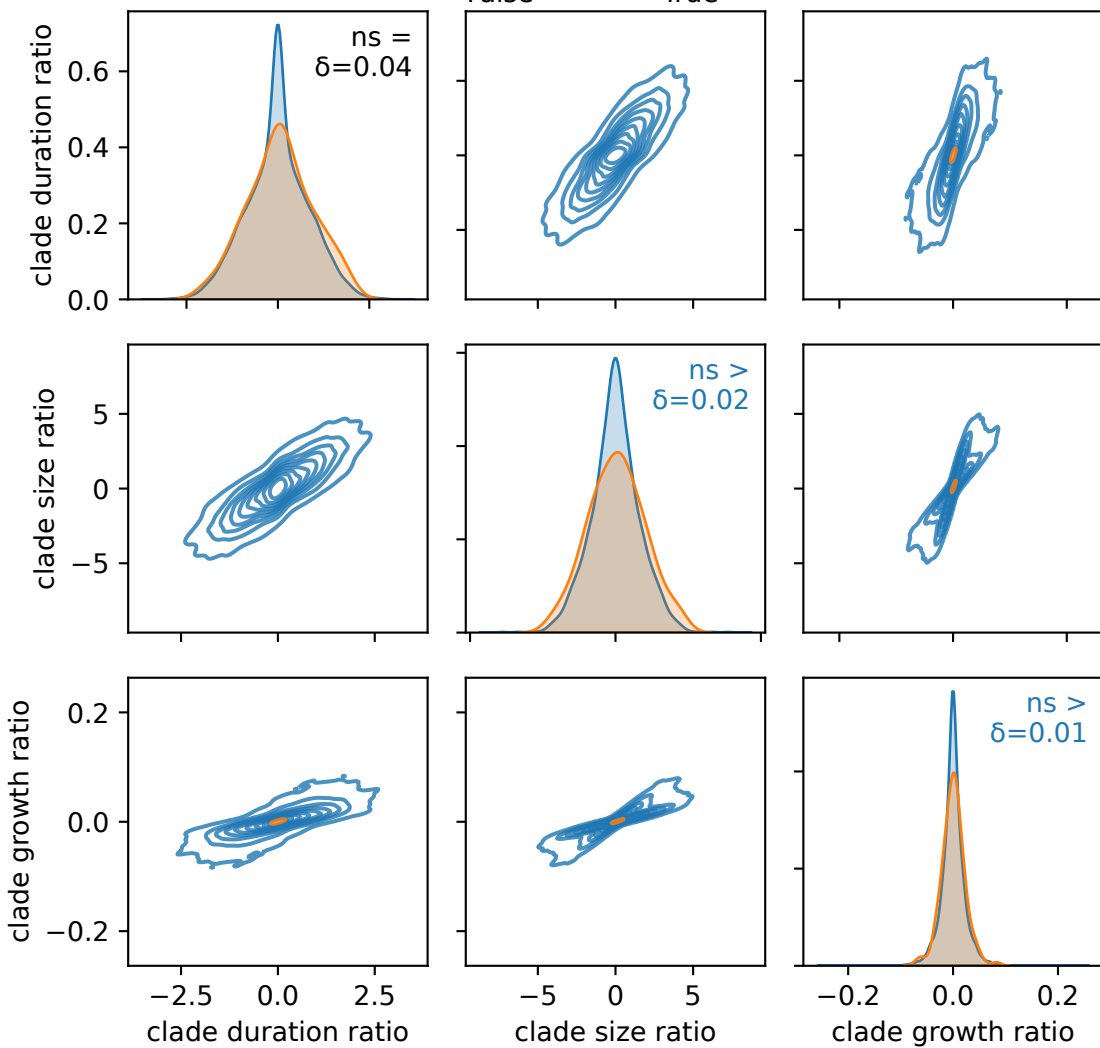 clade duration ratio
0.6
0.4
0.2
0.0
ns =
δ=0.04
clade size ratio
5
0
−5
ns >
δ=0.02
clade growth ratio
0.2
0.0
−0.2
ns >
δ=0.01
−2.5 0.0 2.5
−5 0 5
−0.2 0.0 0.2
clade duration ratio
clade size ratio
clade growth ratio